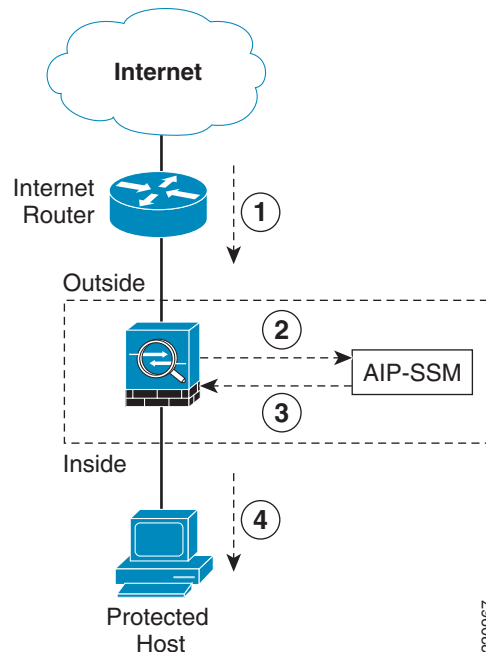 Internet
Internet
Router
1
Outside
2
AIP-SSM
3
Inside
4
Protected
Host